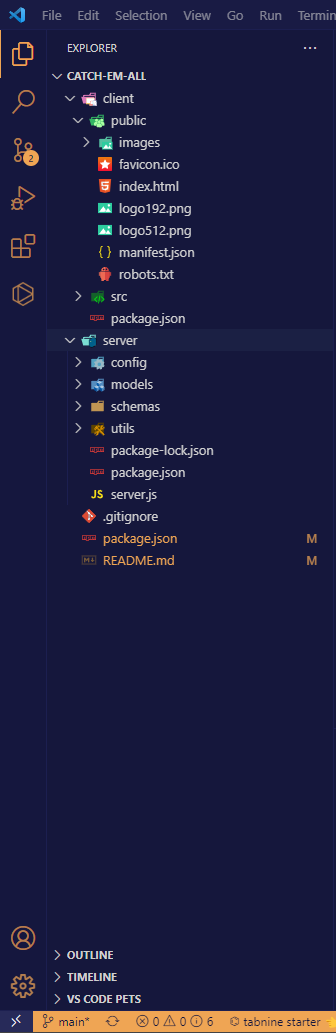 File Edit Selection View Go Run Termin
EXPLORER ...
CATCH-EM-ALL
client
public
images
favicon.ico
index.html
logo192.png
logo512.png
{ } manifest.json
robots.txt
src
package.json
server
config
models
schemas
utils
package-lock.json
package.json
JS server.js
.gitignore
package.json M
README.md M
2
OUTLINE
TIMELINE
VS CODE PETS
main* 0 0 6 tabnine starter